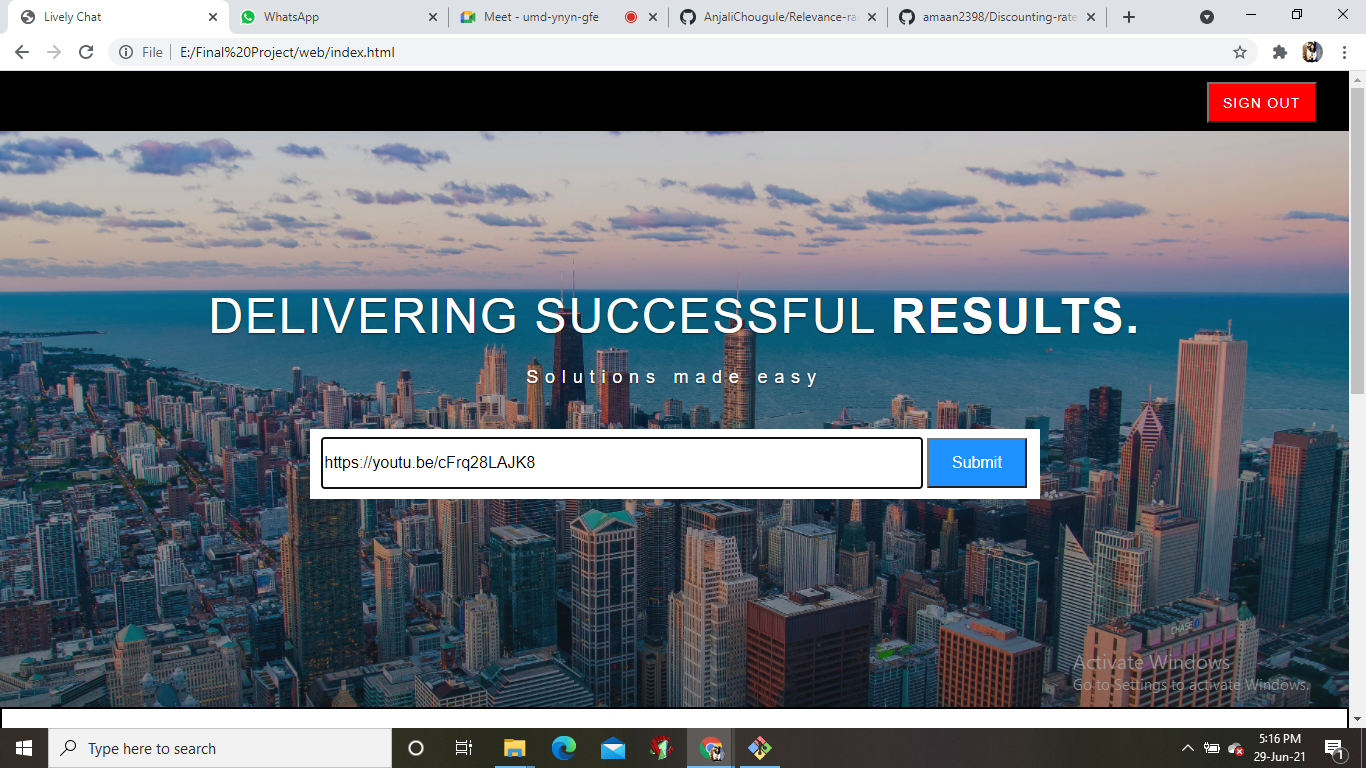 Lively Chat
WhatsApp
Meet - umd-ynyn-gfe
AnjaliChougule/Relevance-ra
amaan2398/Discounting-rate
File
E:/Final%20Project/web/index.html
SIGN OUT
DELIVERING SUCCESSFUL RESULTS.
Solutions made easy
https://youtu.be/cFrq28LAJK8
Submit
CHASE
Activate Windows
Go to Settings to activate Windows.
Type here to search
5:16 PM
29-Jun-21
1